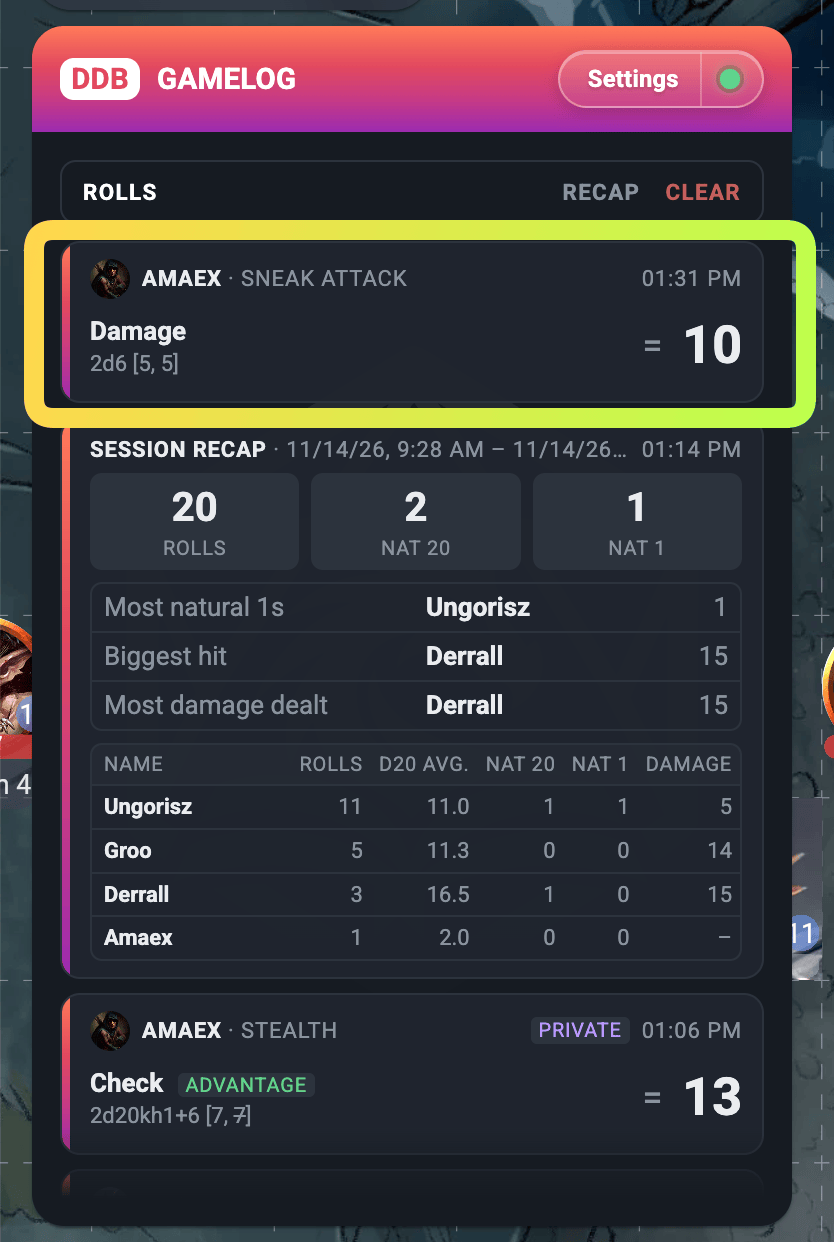 DDB GAMELOG
Settings
ROLLS RECAP CLEAR
AMAEX · SNEAK ATTACK 01:31 PM
Damage
2d6 [5, 5]
= 10
SESSION RECAP · 11/14/26, 9:28 AM – 11/14/26… 01:14 PM
20 2 1
ROLLS NAT 20 NAT 1
Most natural 1s Ungorisz 1
Biggest hit Derrall 15
Most damage dealt Derrall 15
NAME ROLLS D20 AVG. NAT 20 NAT 1 DAMAGE
Ungorisz 11 11.0 1 1 5
Groo 5 11.3 0 0 14
Derrall 3 16.5 1 0 15
Amaex 1 2.0 0 0 –
AMAEX · STEALTH PRIVATE 01:06 PM
Check ADVANTAGE
2d20kh1+6 [7, 7]
= 13
1
n 4
11